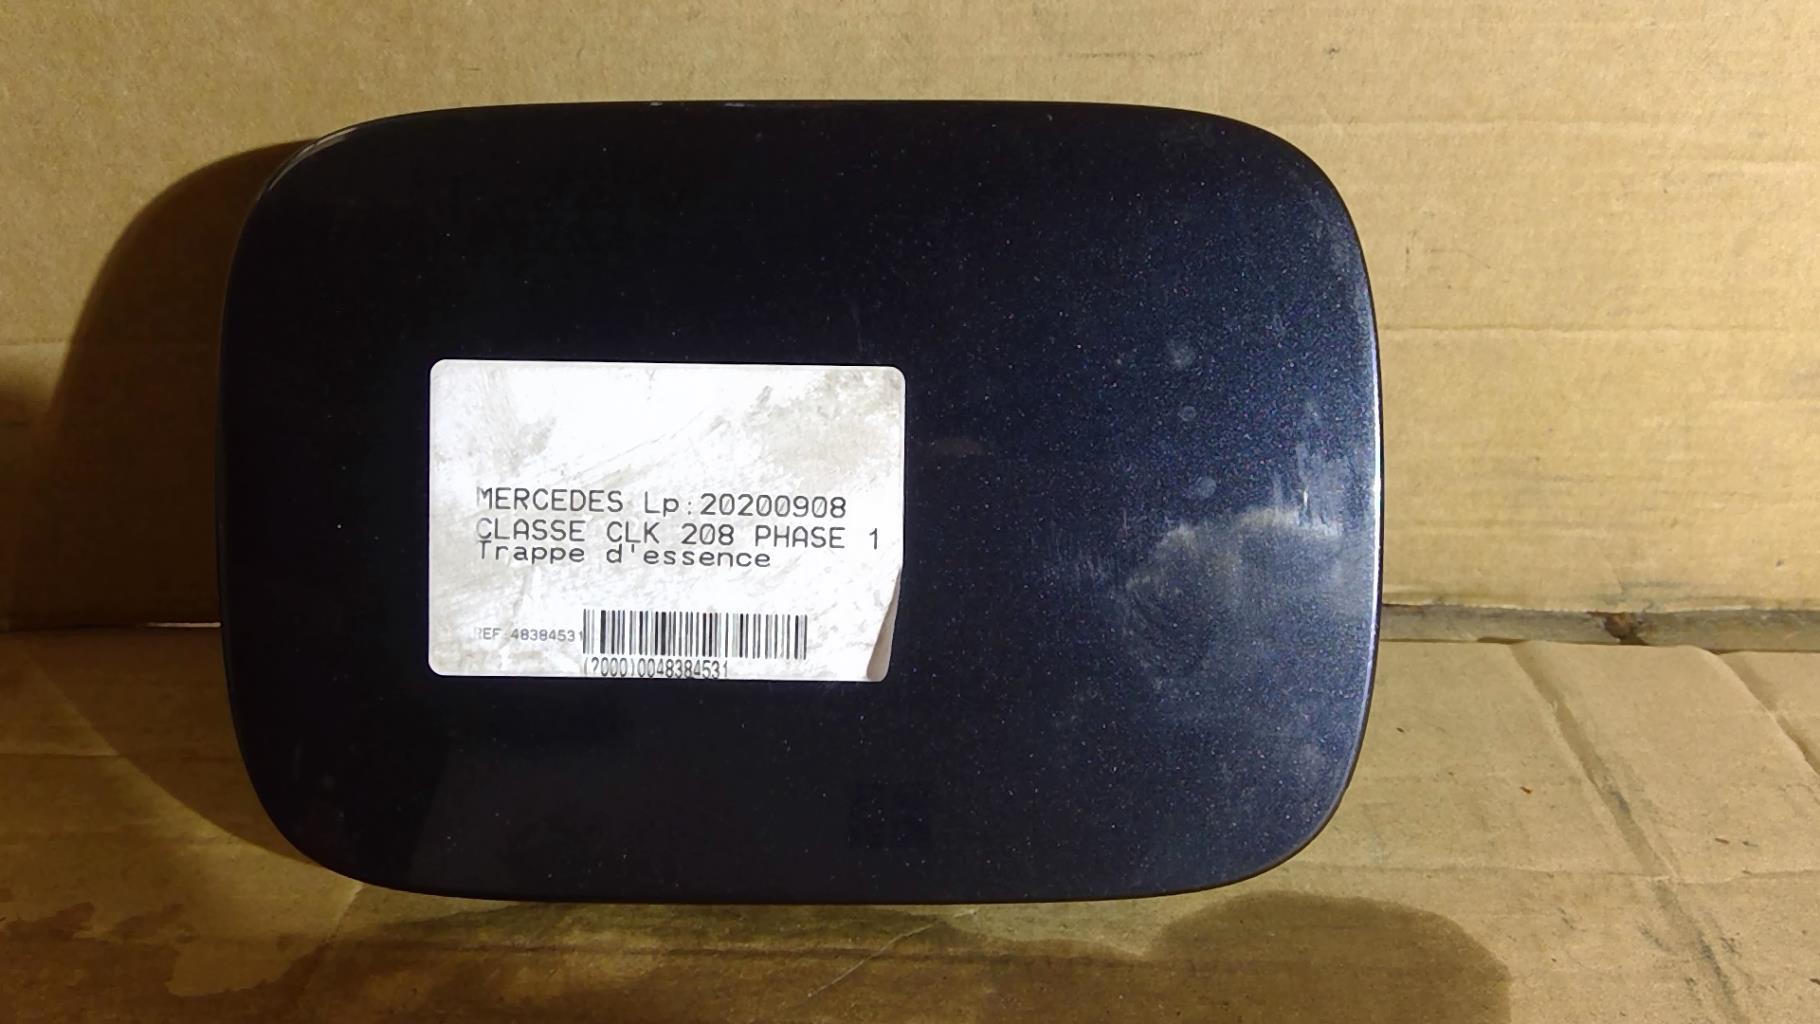 MERCEDES Lp:20200908
CLASSE CLK 208 PHASE 1
Trappe d'essence
REF:48384531
(2000)0048384531